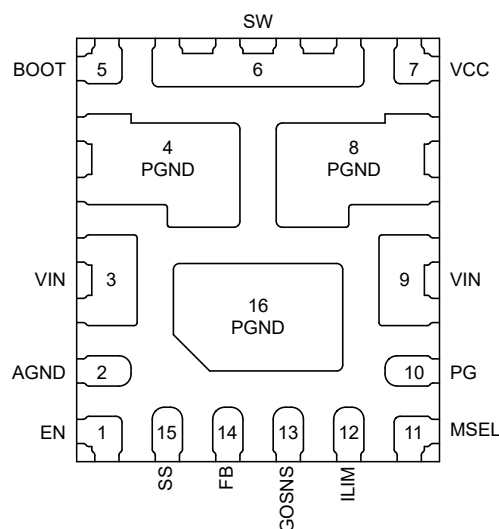 SW
BOOT 5 6 7 VCC
4 PGND
8 PGND
VIN 3 9 VIN
16 PGND
AGND 2 10 PG
EN 1 15 14 13 12 11 MSEL
SS FB GOSNS ILIM